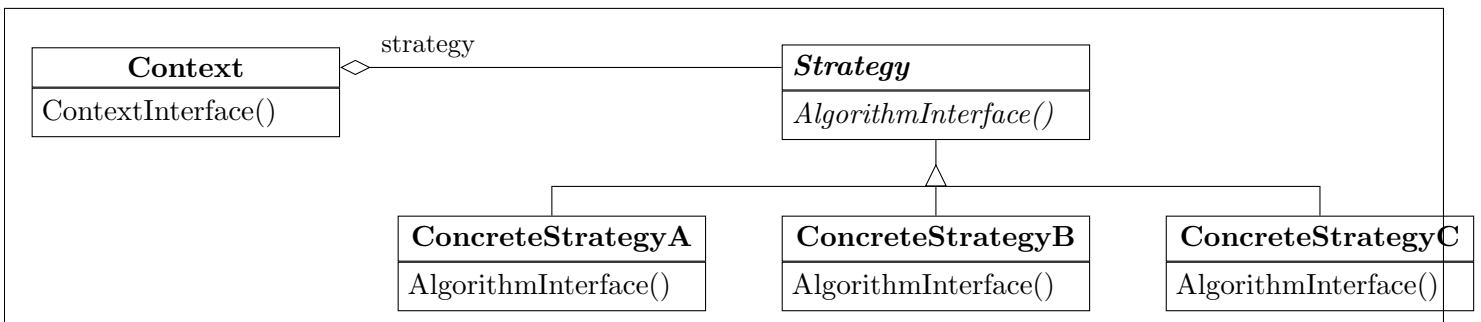 strategy
Context
ContextInterface()
Strategy
AlgorithmInterface()
ConcreteStrategyA
AlgorithmInterface()
ConcreteStrategyB
AlgorithmInterface()
ConcreteStrategyC
AlgorithmInterface()